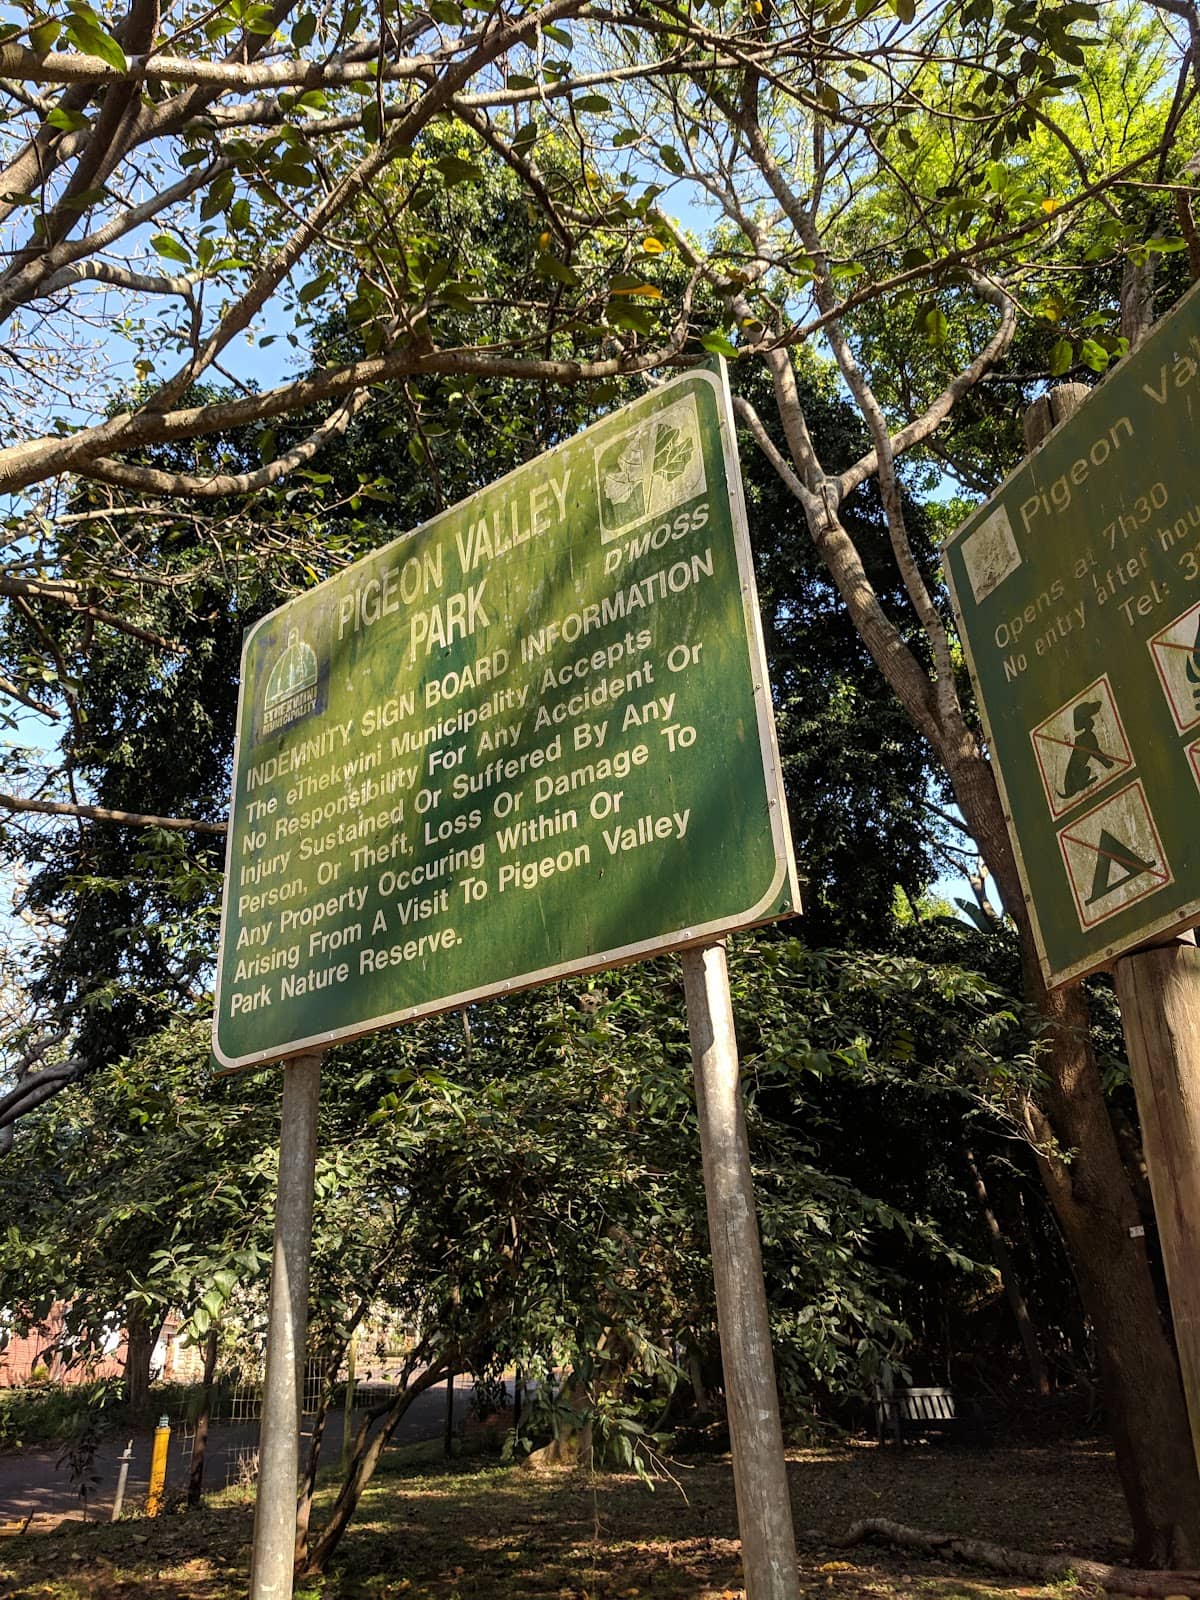 PIGEON VALLEY
PARK
D'MOSS
ETHEKWINI
MUNICIPALITY
INDEMNITY SIGN BOARD INFORMATION
The eThekwini Municipality Accepts
No Responsibility For Any Accident Or
Injury Sustained Or Suffered By Any
Person, Or Theft, Loss Or Damage To
Any Property Occuring Within Or
Arising From A Visit To Pigeon Valley
Park Nature Reserve.
Pigeon Va
Opens at 7h30
No entry after hou
Tel: 3